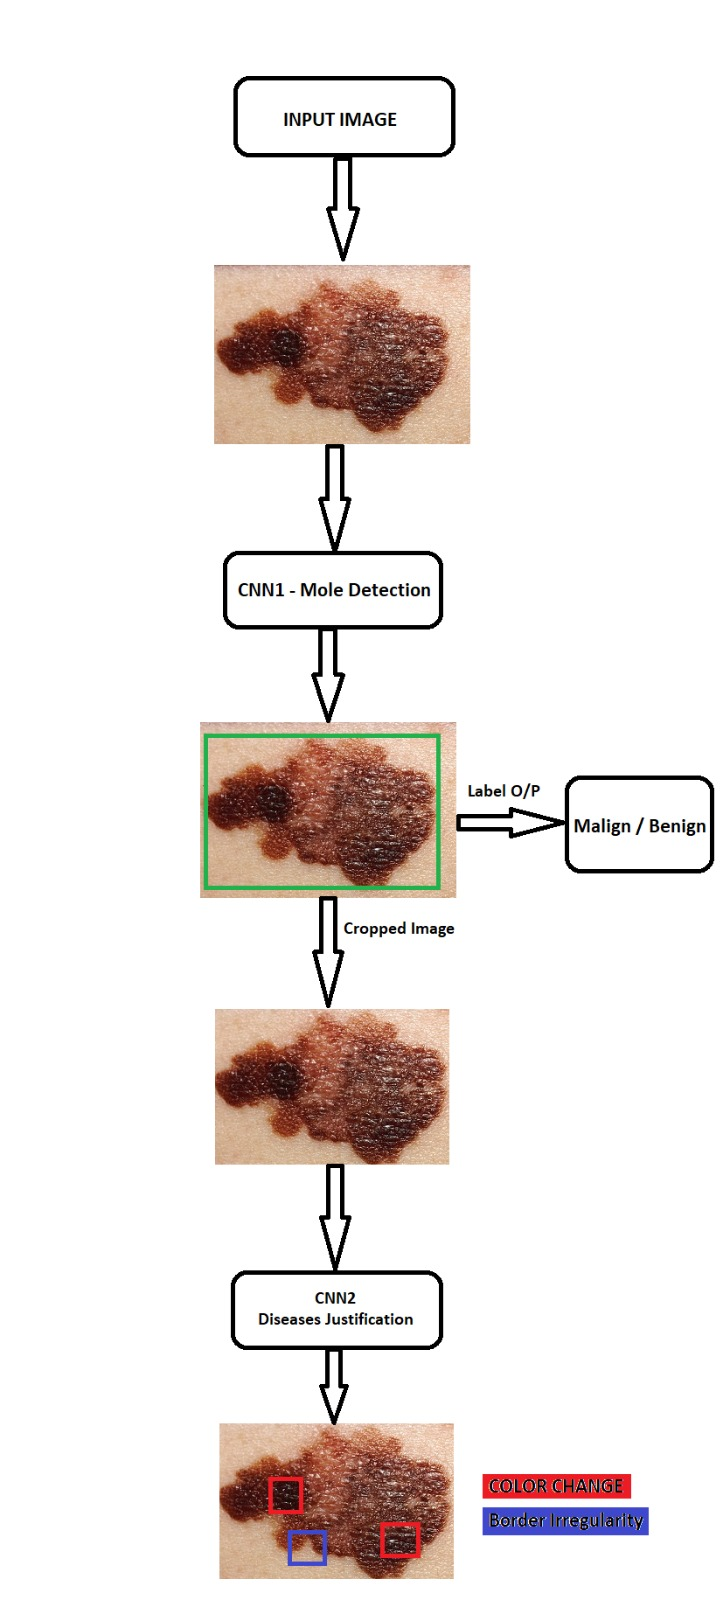 INPUT IMAGE
CNN1 - Mole Detection
Label O/P
Malign / Benign
Cropped Image
CNN2
Diseases Justification
COLOR CHANGE
Border Irregularity